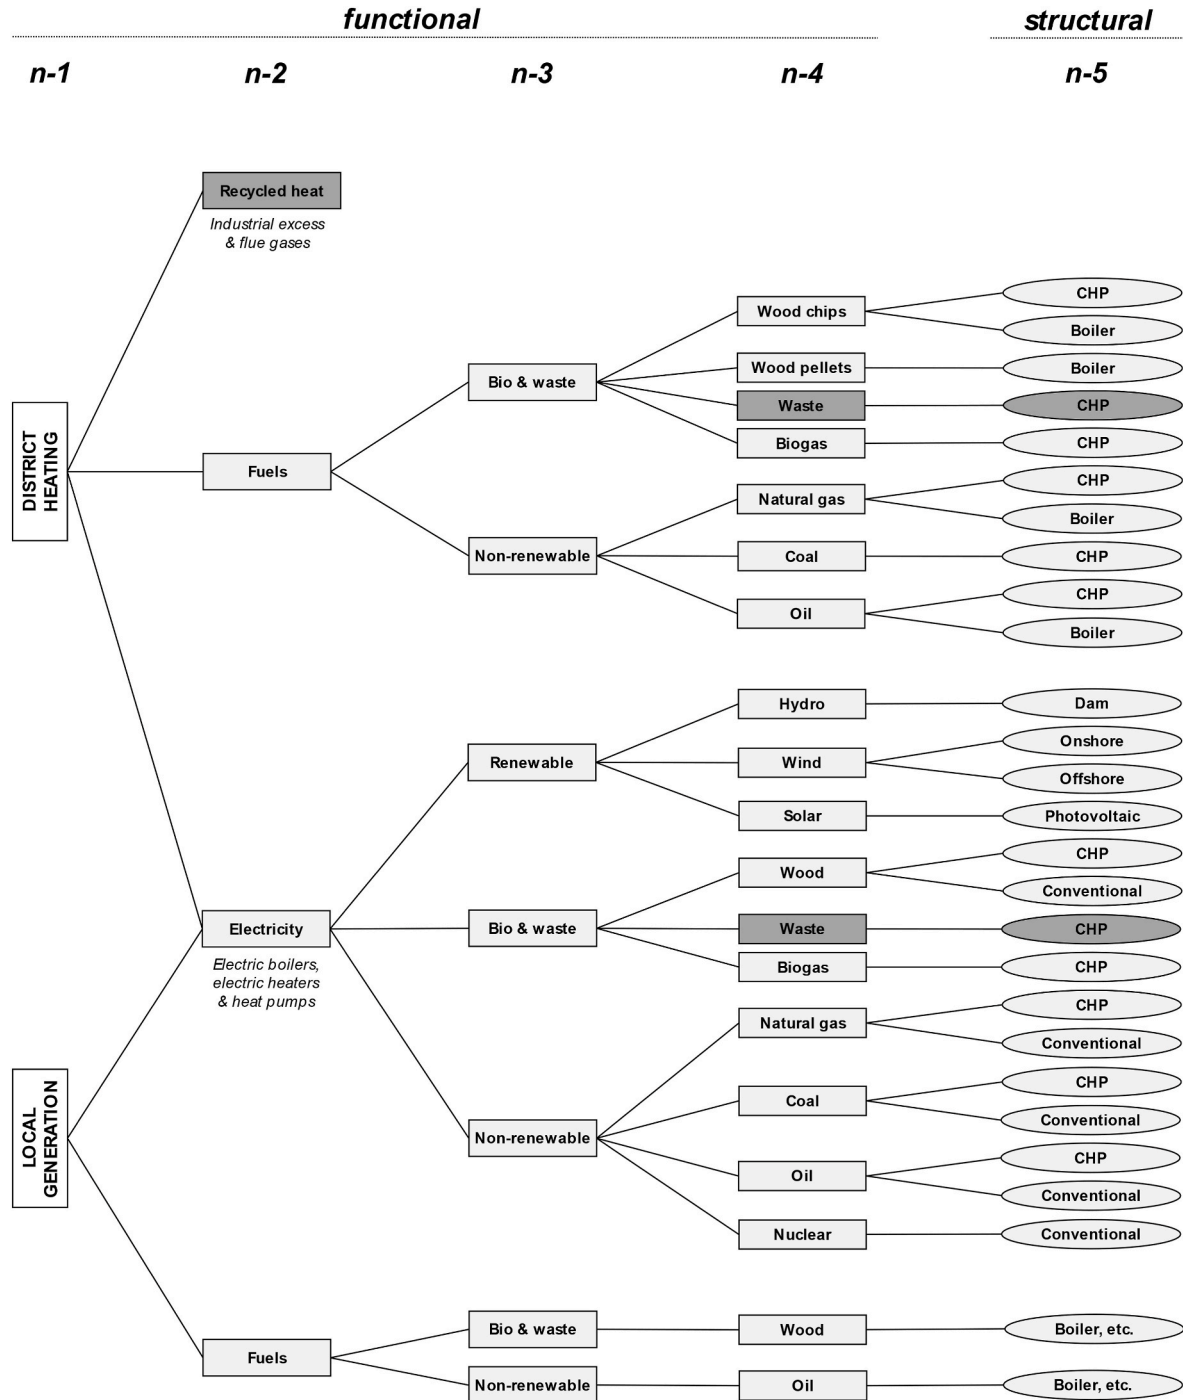 functional
structural
n-1
n-2
n-3
n-4
n-5
Recycled heat
Industrial excess
& flue gases
DISTRICT
HEATING
Fuels
Bio & waste
Wood chips
CHP
Boiler
Wood pellets
Boiler
Waste
CHP
Biogas
CHP
Non-renewable
Natural gas
CHP
Boiler
Coal
CHP
Oil
CHP
Boiler
Electricity
Electric boilers,
electric heaters
& heat pumps
Renewable
Hydro
Dam
Wind
Onshore
Offshore
Solar
Photovoltaic
Bio & waste
Wood
CHP
Conventional
Waste
CHP
Biogas
CHP
Non-renewable
Natural gas
CHP
Conventional
Coal
CHP
Conventional
Oil
CHP
Conventional
Nuclear
Conventional
LOCAL
GENERATION
Fuels
Bio & waste
Wood
Boiler, etc.
Non-renewable
Oil
Boiler, etc.